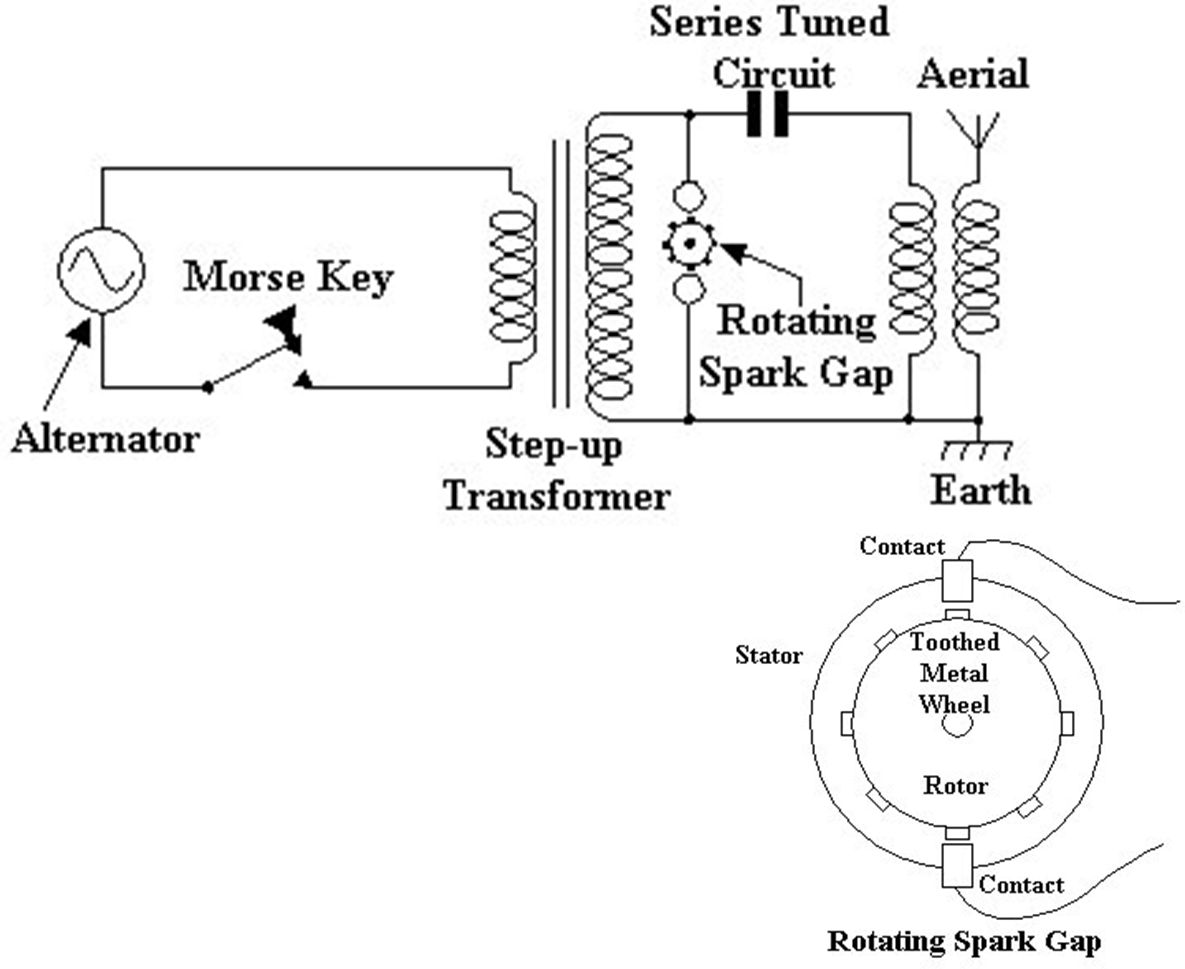 Series Tuned
Circuit
Aerial
Morse Key
Rotating
Spark Gap
Alternator
Step-up
Transformer
Earth
Contact
Stator
Toothed
Metal
Wheel
Rotor
Contact
Rotating Spark Gap